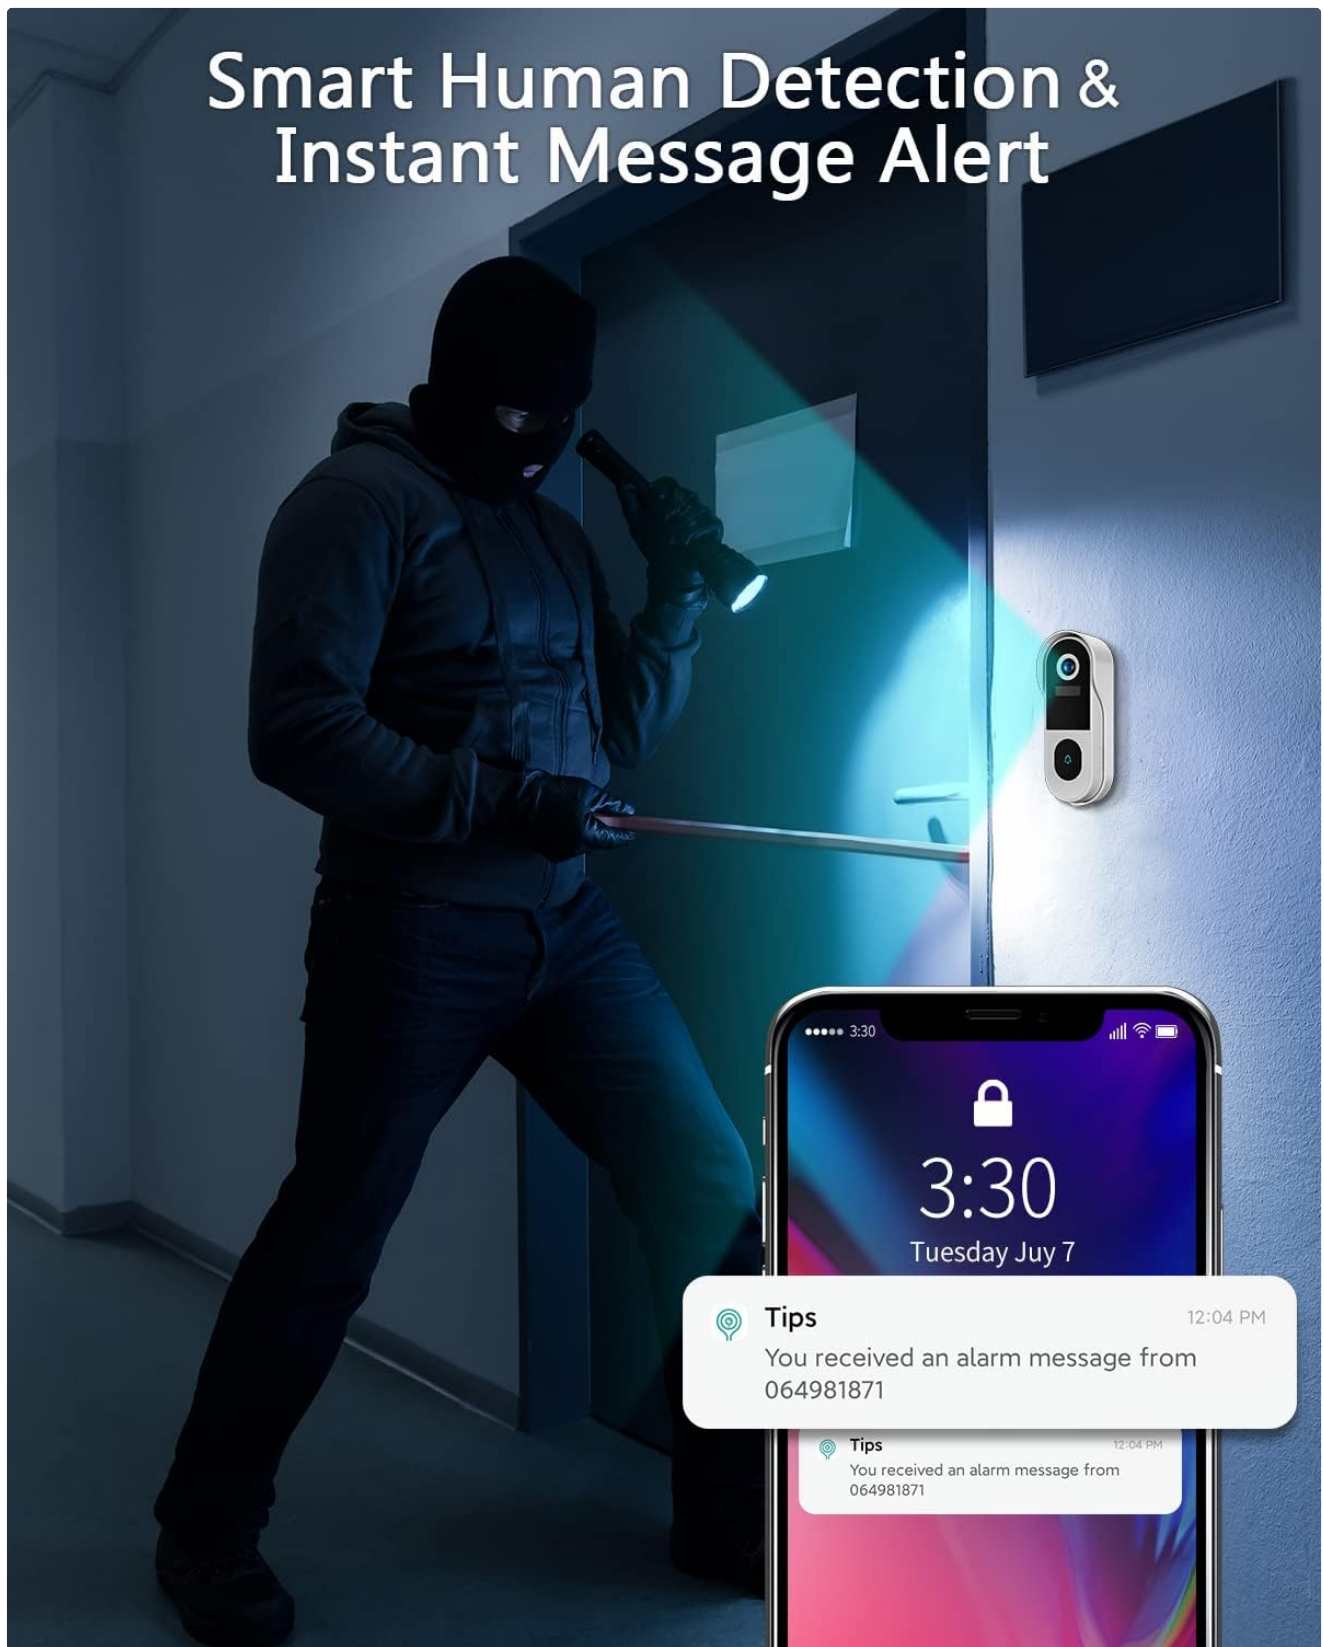 Smart Human Detection &
Instant Message Alert
3:30
3:30
Tuesday Juy 7
Tips 12:04 PM
You received an alarm message from
064981871
Tips 12:04 PM
You received an alarm message from
064981871